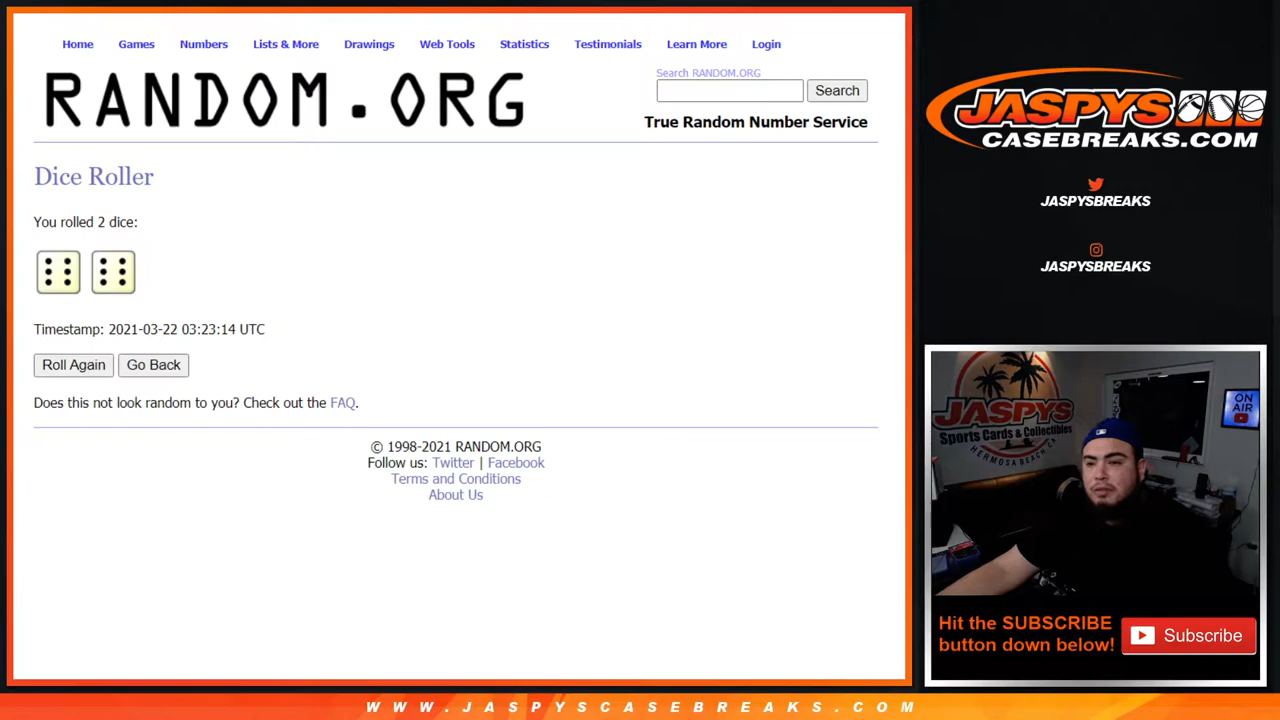 Home Games Numbers Lists & More Drawings Web Tools Statistics Testimonials Learn More Login
RANDOM.ORG
Search RANDOM.ORG
Search
True Random Number Service
Dice Roller
You rolled 2 dice:
Timestamp: 2021-03-22 03:23:14 UTC
Roll Again Go Back
Does this not look random to you? Check out the FAQ.
© 1998-2021 RANDOM.ORG
Follow us: Twitter | Facebook
Terms and Conditions
About Us
JASPYS
CASEBREAKS.COM
JASPYSBREAKS
JASPYSBREAKS
JASPYS
Sports Cards & Collectibles
HERMOSA BEACH CA
ON
AIR
Hit the SUBSCRIBE
button down below!
Subscribe
WWW.JASPYSCASEBREAKS.COM